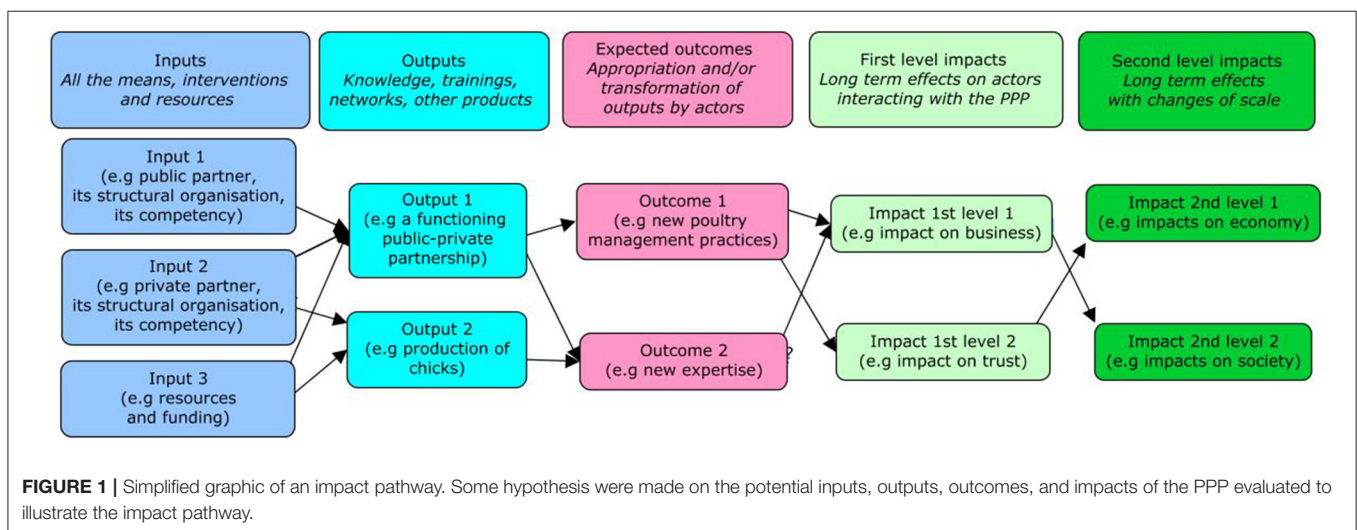 Inputs
All the means, interventions
and resources
Outputs
Knowledge, trainings,
networks, other products
Expected outcomes
Appropriation and/or
transformation of
outputs by actors
First level impacts
Long term effects on actors
interacting with the PPP
Second level impacts
Long term effects
with changes of scale
Input 1
(e.g public partner,
its structural organisation,
its competency)
Input 2
(e.g private partner,
its structural organisation,
its competency)
Input 3
(e.g resources
and funding)
Output 1
(e.g a functioning
public-private
partnership)
Output 2
(e.g production of
chicks)
Outcome 1
(e.g new poultry
management practices)
Outcome 2
(e.g new expertise)
?
Impact 1st level 1
(e.g impact on business)
Impact 1st level 2
(e.g impact on trust)
Impact 2nd level 1
(e.g impacts on economy)
Impact 2nd level 2
(e.g impacts on society)
FIGURE 1 | Simplified graphic of an impact pathway. Some hypothesis were made on the potential inputs, outputs, outcomes, and impacts of the PPP evaluated to
illustrate the impact pathway.